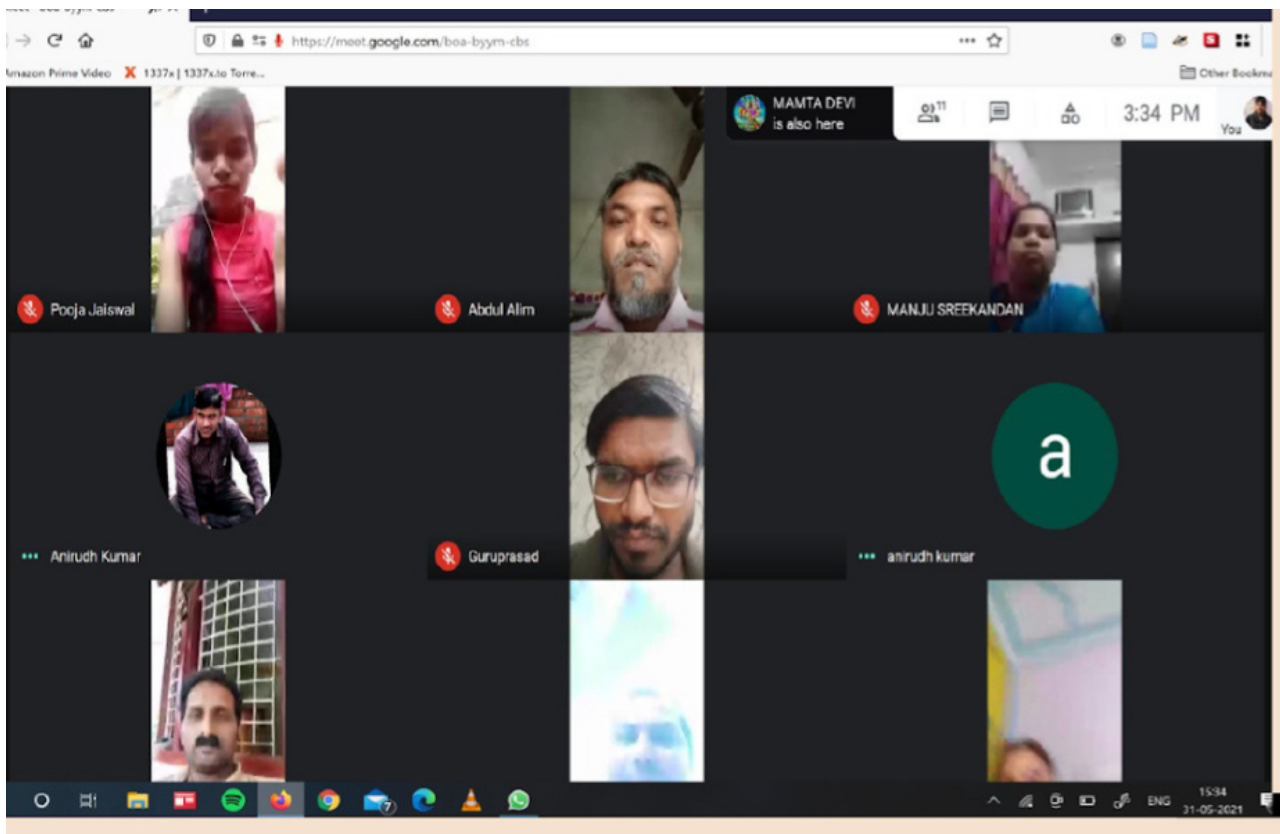 https://meet.google.com/boa-byym-cbs
Amazon Prime Video 1337x | 1337x.to Torre... Other Bookma
MAMTA DEVI
is also here
11
3:34 PM
You
Pooja Jaiswal
Abdul Alim
MANJU SREEKANDAN
Anirudh Kumar
Guruprasad
a
anirudh kumar
7
ENG
15:34
31-05-2021